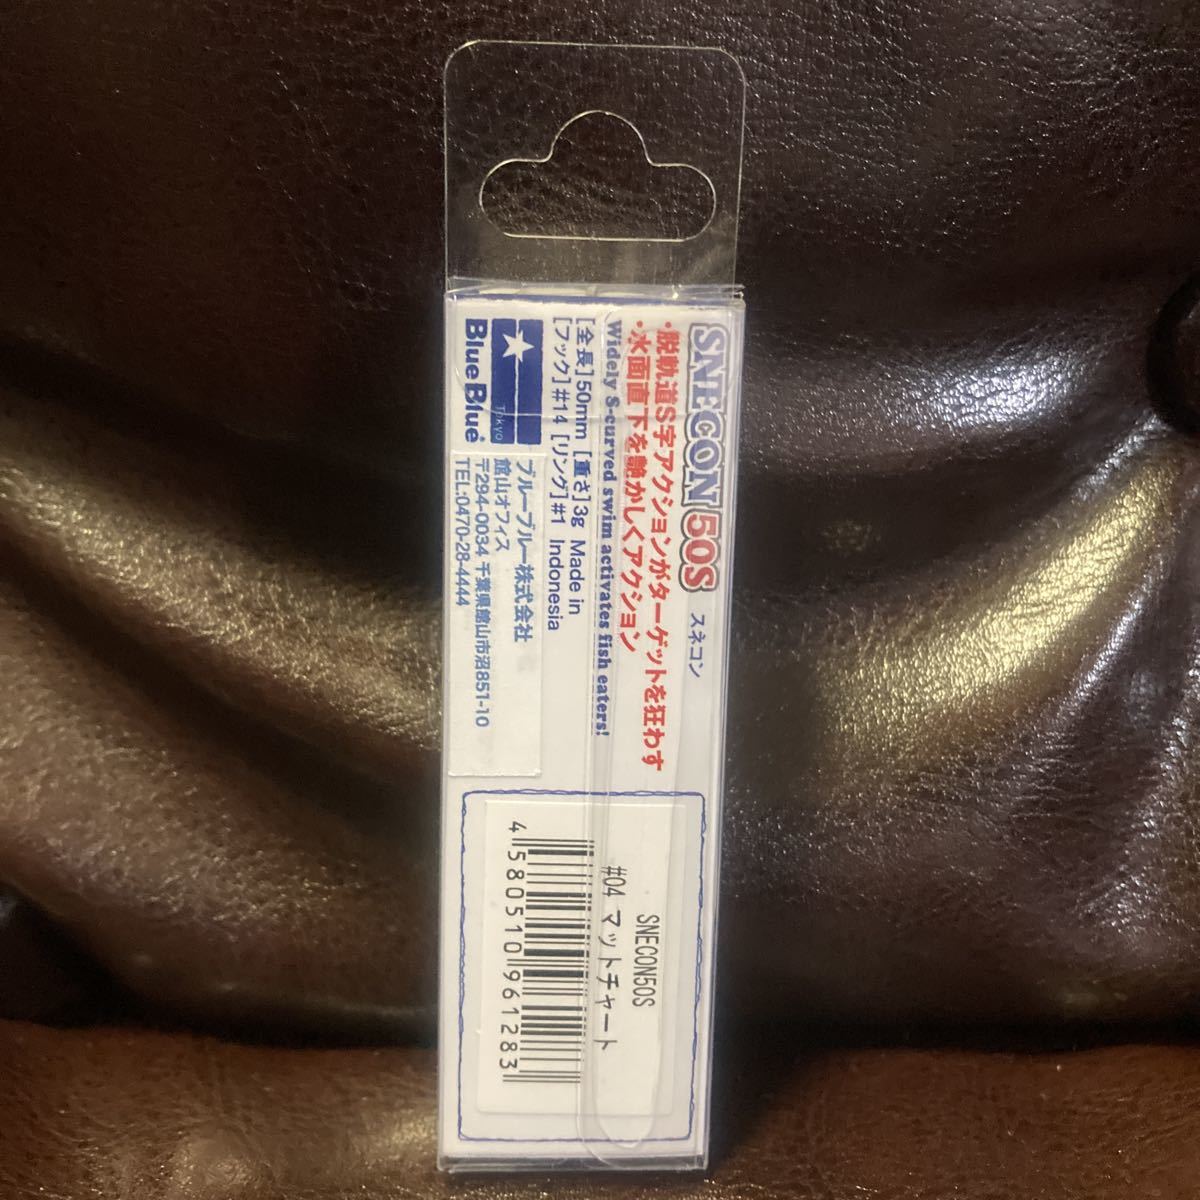 SNECON 50S スネコン
・脱軌道S字アクションがターゲットを狂わす
・水面直下を艶かしくアクション
Widely S-curved swim activates fish eaters!
[全長]50mm [重さ]3g Made in
[フック]#14 [リング]#1 Indonesia
Tokyo
BlueBlue
ブルーブルー株式会社
館山オフィス
〒294-0034 千葉県館山市沼851-10
TEL:0470-28-4444
SNECON50S
#04 マットチャート
4580510961283